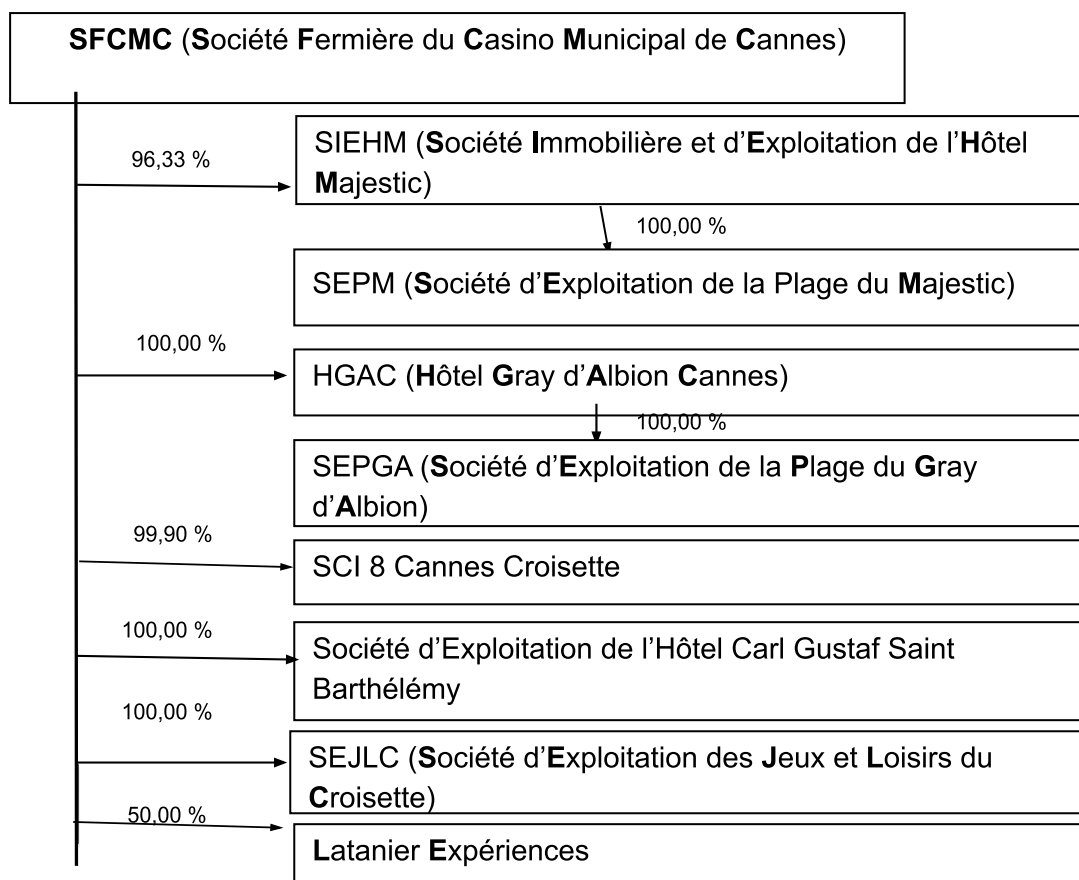 SFCMC (Société Fermière du Casino Municipal de Cannes)
96,33 %
SIEHM (Société Immobilière et d’Exploitation de l’Hôtel
Majestic)
100,00 %
SEPM (Société d’Exploitation de la Plage du Majestic)
100,00 %
HGAC (Hôtel Gray d’Albion Cannes)
100,00 %
SEPGA (Société d’Exploitation de la Plage du Gray
d’Albion)
99,90 %
SCI 8 Cannes Croisette
100,00 %
Société d’Exploitation de l’Hôtel Carl Gustaf Saint
Barthélémy
100,00 %
SEJLC (Société d’Exploitation des Jeux et Loisirs du
Croisette)
50,00 %
Latanier Expériences